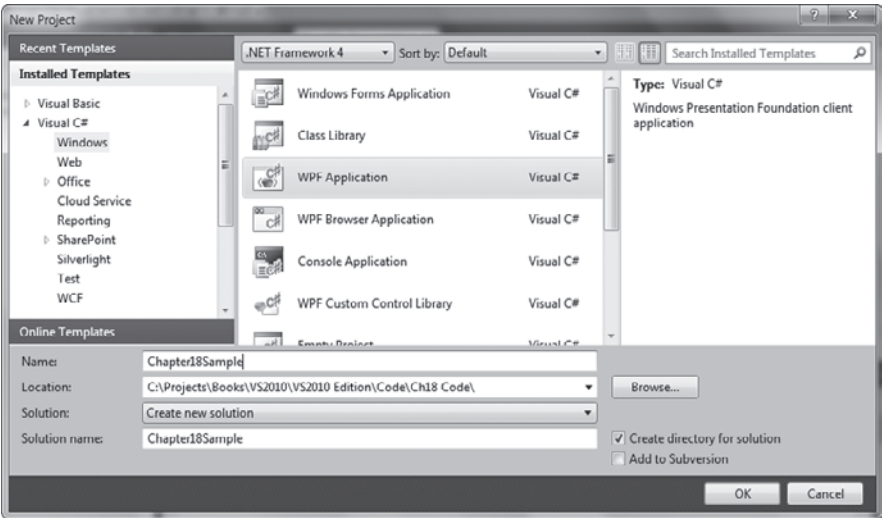 New Project
Recent Templates
Installed Templates
Visual Basic
Visual C#
Windows
Web
Office
Cloud Service
Reporting
SharePoint
Silverlight
Test
WCF
Online Templates
.NET Framework 4
Sort by: Default
Search Installed Templates
Windows Forms Application Visual C#
Class Library Visual C#
WPF Application Visual C#
WPF Browser Application Visual C#
Console Application Visual C#
WPF Custom Control Library Visual C#
Empty Project Visual C#
Type: Visual C#
Windows Presentation Foundation client
application
Name: Chapter18Sample
Location: C:\Projects\Books\VS2010\VS2010 Edition\Code\Ch18 Code\
Browse...
Solution: Create new solution
Solution name: Chapter18Sample
Create directory for solution
Add to Subversion
OK
Cancel